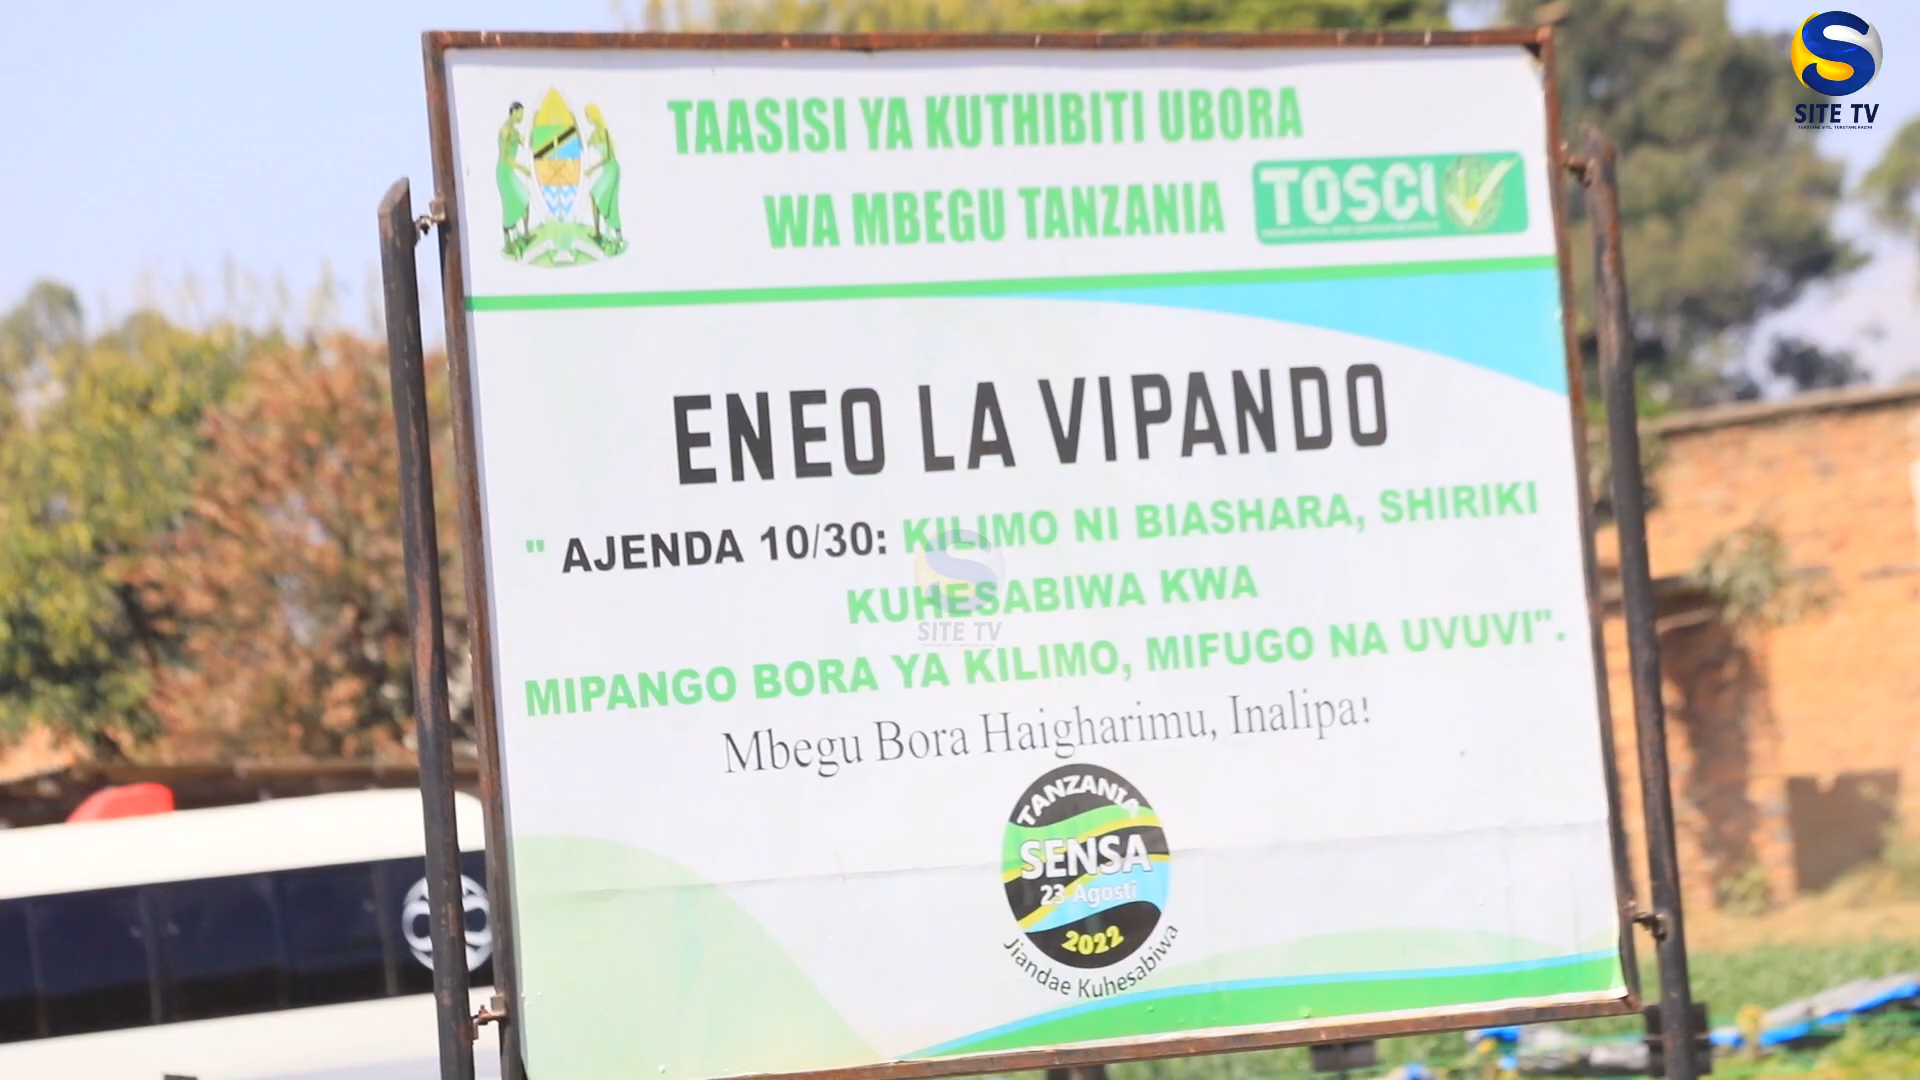 SITE TV
TAASISI YA KUTHIBITI UBORA
WA MBEGU TANZANIA
TOSCI
ENEO LA VIPANDO
" AJENDA 10/30: KILIMO NI BIASHARA, SHIRIKI
KUHESABIWA KWA
SITE TV
MIPANGO BORA YA KILIMO, MIFUGO NA UVUVI".
Mbegu Bora Haigharimu, Inalipa!
TANZANIA
SENSA
23 Agosti
2022
Jiandae Kuhesabiwa